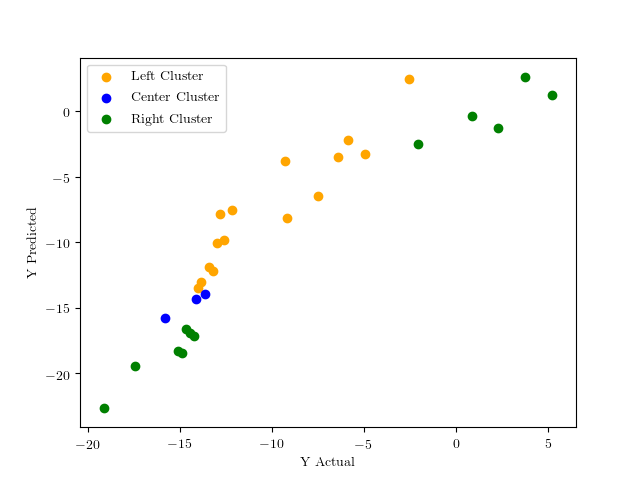 Left Cluster
Center Cluster
Right Cluster
0
−5
−10
−15
−20
Y Predicted
−20
−15
−10
−5
0
5
Y Actual